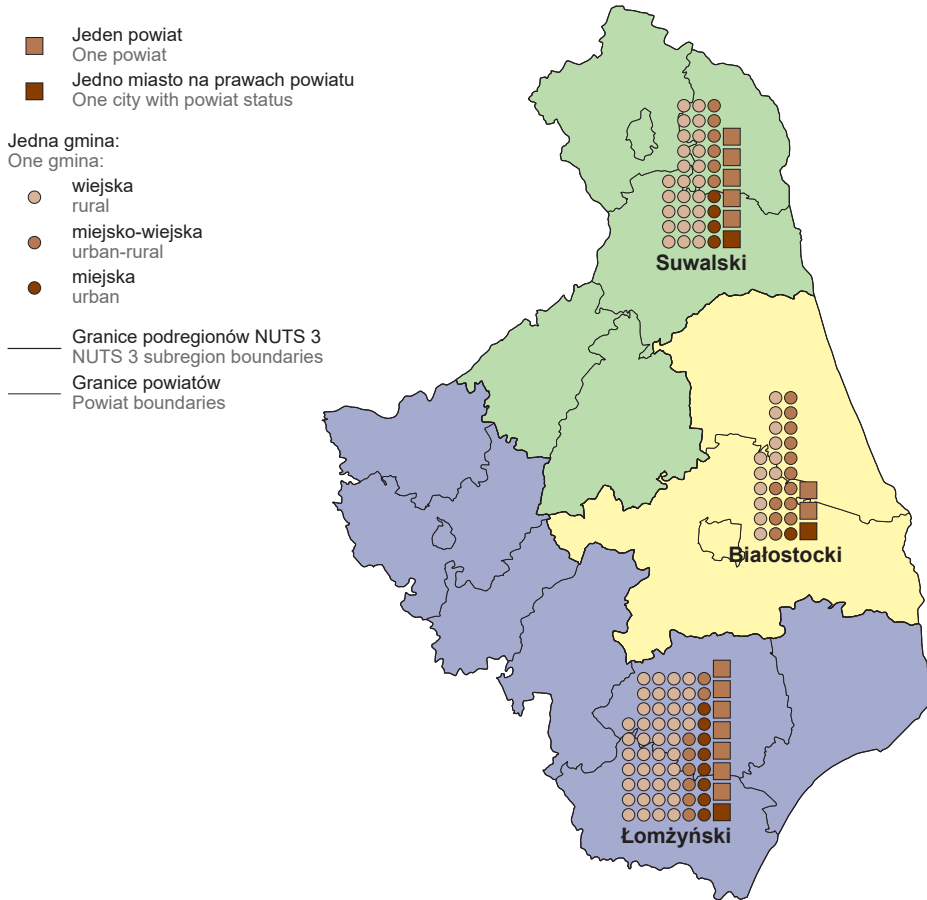 Jeden powiat
One powiat
Jedno miasto na prawach powiatu
One city with powiat status
Jedna gmina:
One gmina:
wiejska
rural
miejsko-wiejska
urban-rural
miejska
urban
Granice podregionów NUTS 3
NUTS 3 subregion boundaries
Granice powiatów
Powiat boundaries
Suwalski
Białostocki
Łomżyński